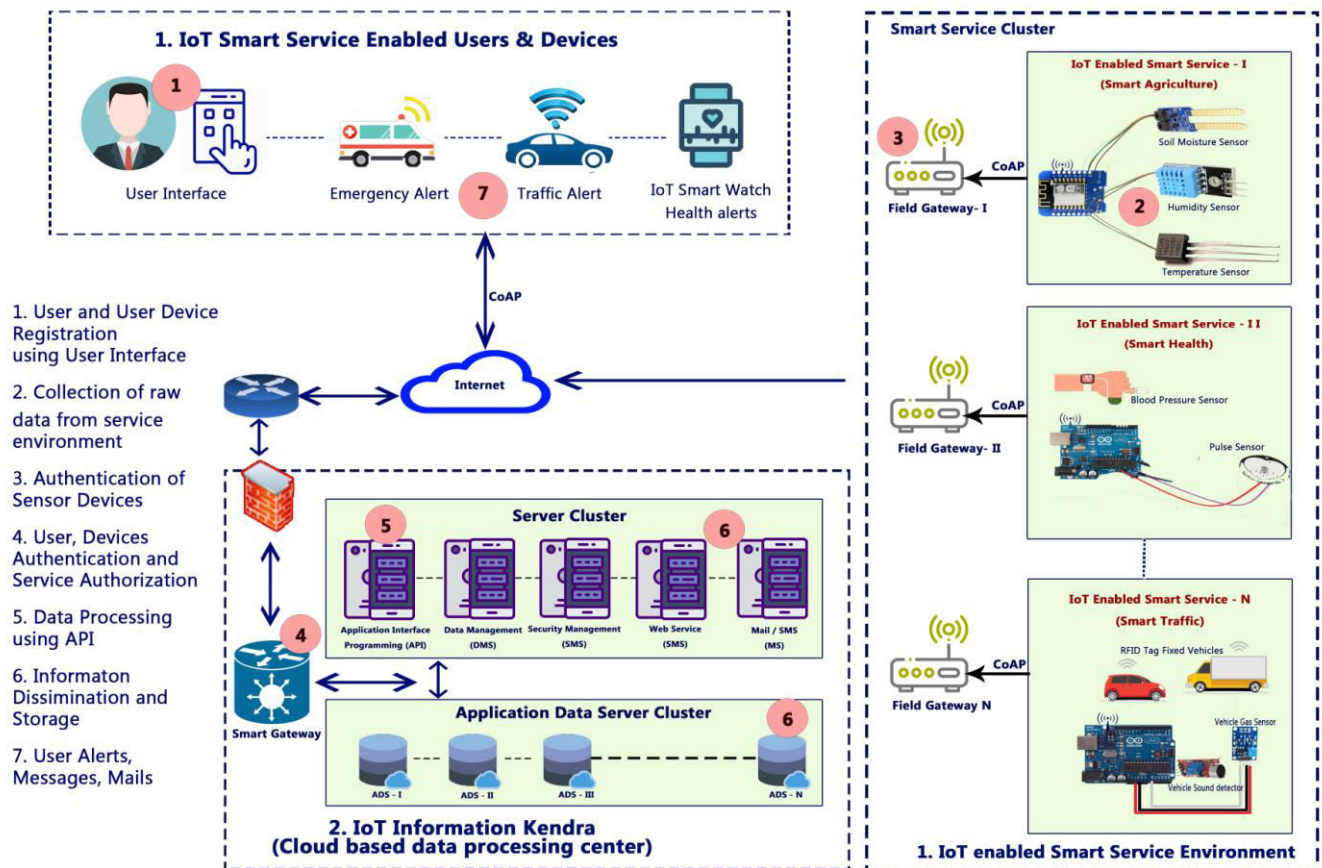 1. IoT Smart Service Enabled Users & Devices
1
User Interface
Emergency Alert
7
Traffic Alert
IoT Smart Watch
Health alerts
CoAP
Internet
1. User and User Device
Registration
using User Interface
2. Collection of raw
data from service
environment
3. Authentication of
Sensor Devices
4. User, Devices
Authentication and
Service Authorization
5. Data Processing
using API
6. Informaton
Dissimination and
Storage
7. User Alerts,
Messages, Mails
4
Smart Gateway
Server Cluster
5
6
Application Interface
Programming (API)
Data Management
(DMS)
Security Management
(SMS)
Web Service
(SMS)
Mail / SMS
(MS)
Application Data Server Cluster
6
ADS - I
ADS - II
ADS - III
ADS - N
2. IoT Information Kendra
(Cloud based data processing center)
Smart Service Cluster
IoT Enabled Smart Service - I
(Smart Agriculture)
3
CoAP
Field Gateway- I
Soil Moisture Sensor
2
Humidity Sensor
Temperature Sensor
IoT Enabled Smart Service - I I
(Smart Health)
CoAP
Field Gateway- II
Blood Pressure Sensor
Pulse Sensor
IoT Enabled Smart Service - N
(Smart Traffic)
RFID Tag Fixed Vehicles
CoAP
Field Gateway N
Vehicle Gas Sensor
Vehicle Sound detector
1. IoT enabled Smart Service Environment